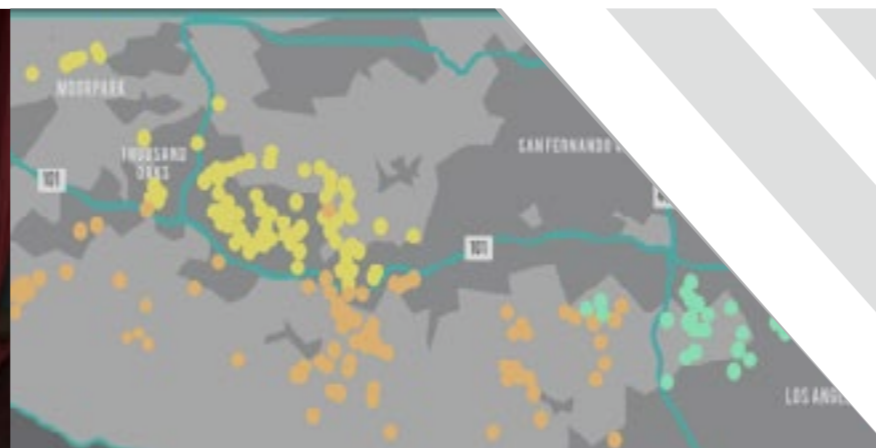 MOORPARK
THOUSAND
OAKS
101
SAN FERNANDO
101
LOS ANGE